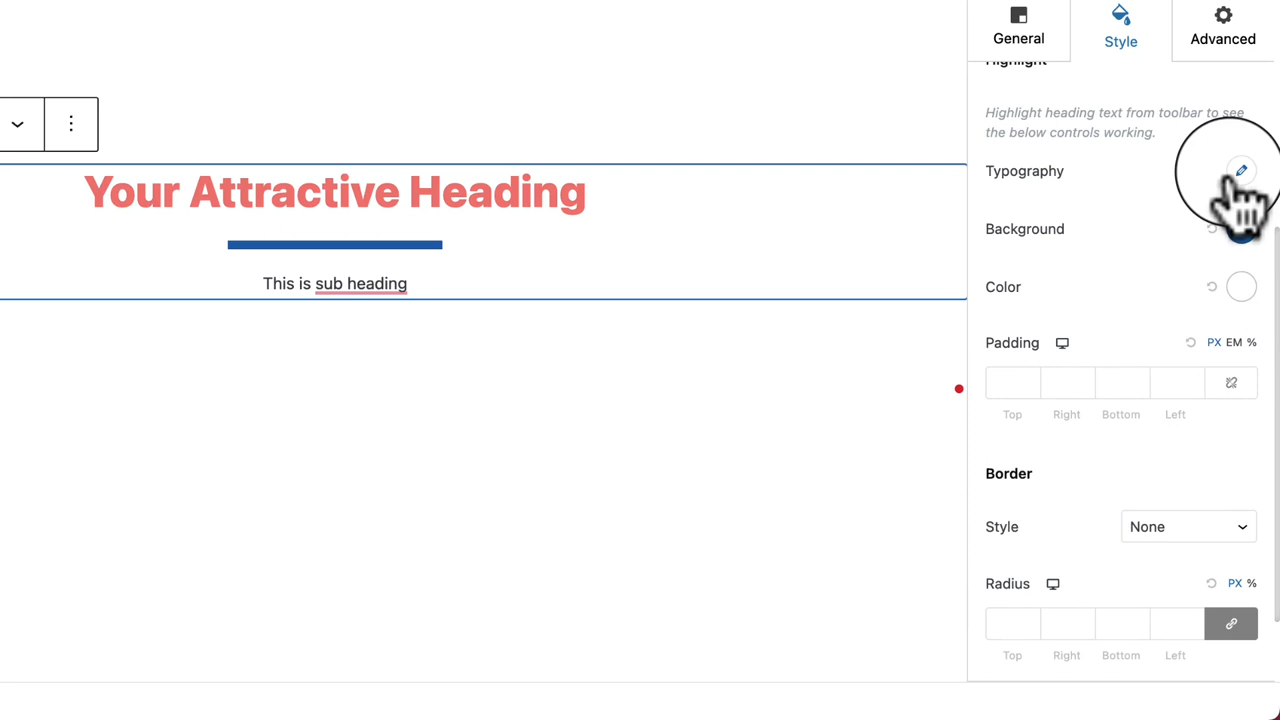 General
Style
Advanced
Highlight
Highlight heading text from toolbar to see
the below controls working.
Your Attractive Heading
This is sub heading
Typography
Background
Color
Padding PX EM %
Top Right Bottom Left
Border
Style None
Radius PX %
Top Right Bottom Left